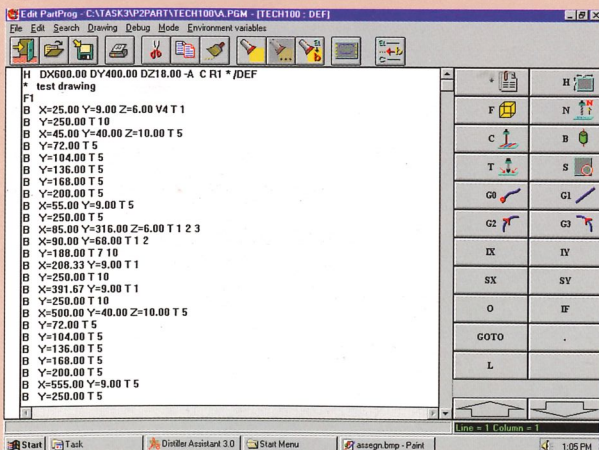 Edit PartProg - C:\TASK3\P2PART\TECH100\A.PGM - [TECH100 : DEF]
File Edit Search Drawing Debug Mode Environment variables
H DX600.00 DY400.00 DZ18.00 -A C R1 * /DEF
* test drawing
F1
B X=25.00 Y=9.00 Z=6.00 V4 T 1
B Y=250.00 T 10
B X=45.00 Y=40.00 Z=10.00 T 5
B Y=72.00 T 5
B Y=104.00 T 5
B Y=136.00 T 5
B Y=168.00 T 5
B Y=200.00 T 5
B X=55.00 Y=9.00 T 5
B Y=250.00 T 5
B X=85.00 Y=316.00 Z=6.00 T 1 2 3
B X=90.00 Y=68.00 T 1 2
B Y=188.00 T 7 10
B X=208.33 Y=9.00 T 1
B Y=250.00 T 10
B X=391.67 Y=9.00 T 1
B Y=250.00 T 10
B X=500.00 Y=40.00 Z=10.00 T 5
B Y=72.00 T 5
B Y=104.00 T 5
B Y=136.00 T 5
B Y=168.00 T 5
B Y=200.00 T 5
B X=555.00 Y=9.00 T 5
B Y=250.00 T 5
* H
F N
C B
T S
G0 G1
G2 G3
IX IY
SX SY
O IF
GOTO .
L
Line = 1 Column = 1
Start Task Distiller Assistant 3.0 Start Menu assegn.bmp - Paint 1:05 PM